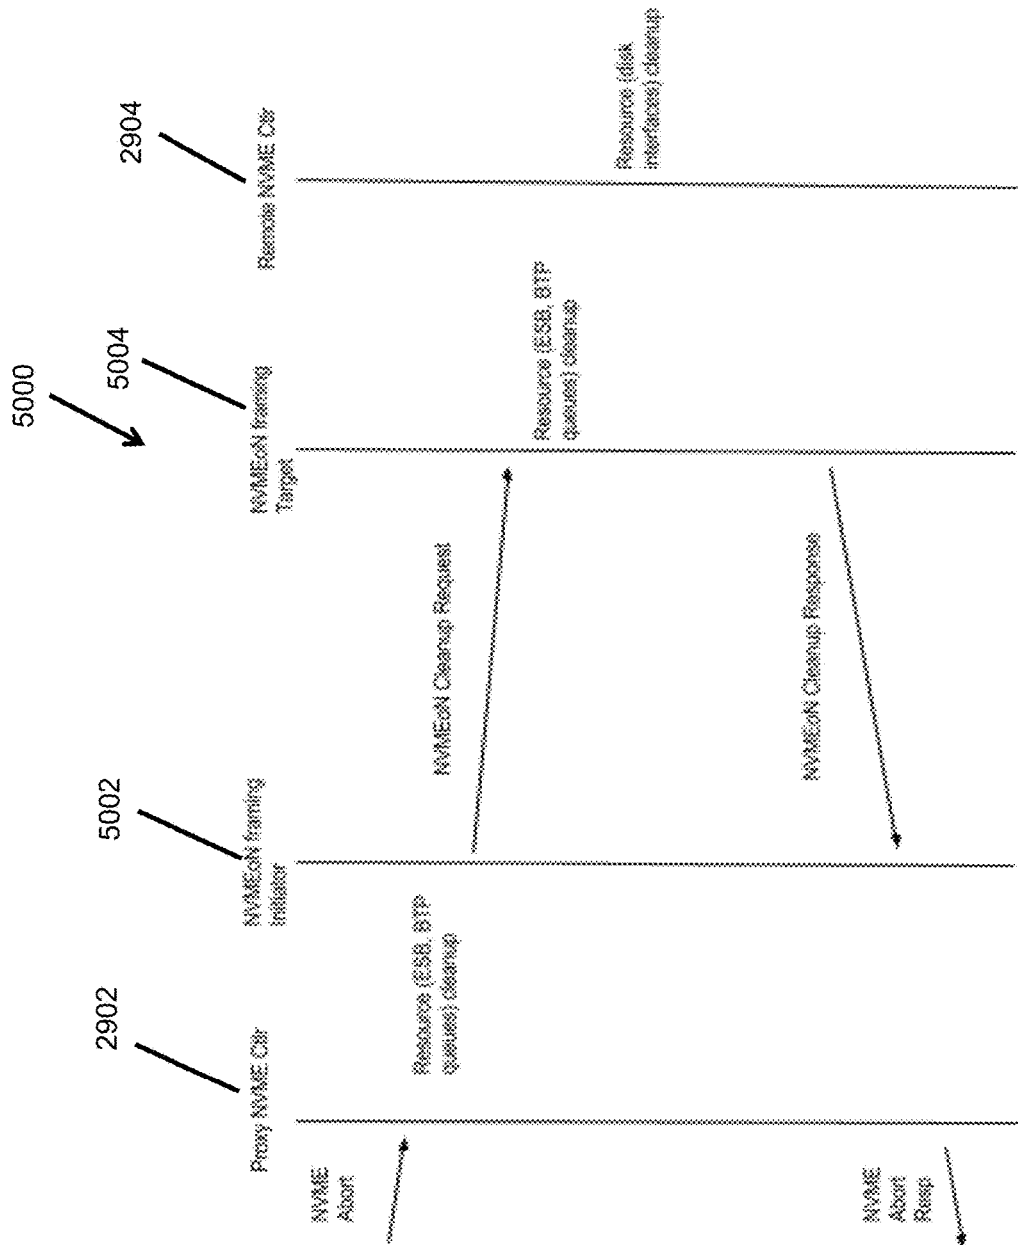 5000
2902
5002
5004
2904
Proxy NVME Ctlr
NVMEoN framing
Initiator
NVMEoN framing
Target
Remote NVME Ctlr
NVME
Abort
Resource (ESB, BTP
queues) cleanup
NVMEoN Cleanup Request
Resource (ESB, BTP
queues) cleanup
Resource (disk
interfaces) cleanup
NVMEoN Cleanup Response
NVME
Abort
Resp